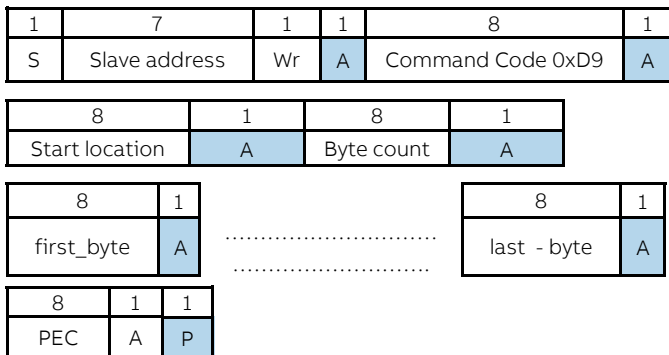 1 7 1 1 8 1
S Slave address Wr A Command Code 0xD9 A
8 1 8 1
Start location A Byte count A
8 1 8 1
first_byte A .............................. last - byte A
............................
8 1 1
PEC A P